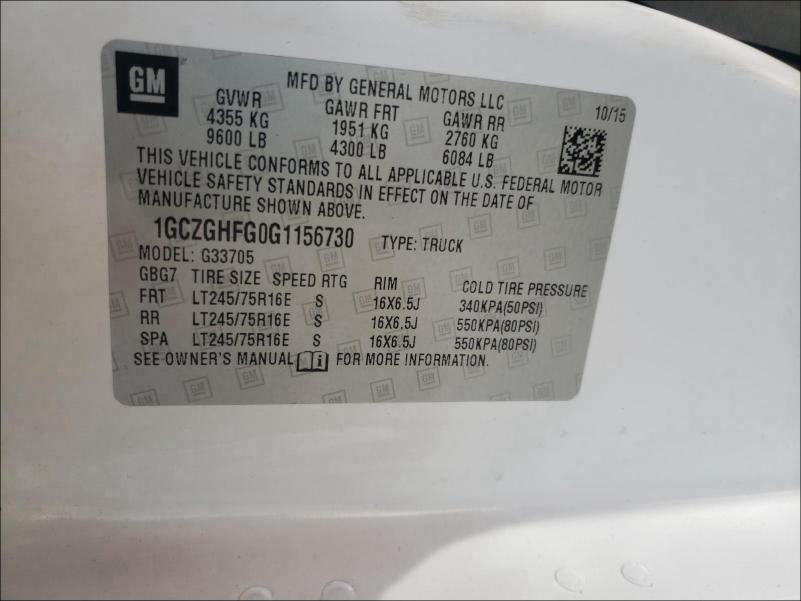 GM
MFD BY GENERAL MOTORS LLC
GVWR GAWR FRT GAWR RR 10/15
4355 KG 1951 KG 2760 KG
9600 LB 4300 LB 6084 LB
THIS VEHICLE CONFORMS TO ALL APPLICABLE U.S. FEDERAL MOTOR
VEHICLE SAFETY STANDARDS IN EFFECT ON THE DATE OF
MANUFACTURE SHOWN ABOVE.
1GCZGHFG0G1156730 TYPE: TRUCK
MODEL: G33705
GBG7 TIRE SIZE SPEED RTG RIM COLD TIRE PRESSURE
FRT LT245/75R16E S 16X6.5J 340KPA(50PSI)
RR LT245/75R16E S 16X6.5J 550KPA(80PSI)
SPA LT245/75R16E S 16X6.5J 550KPA(80PSI)
SEE OWNER'S MANUAL FOR MORE INFORMATION.